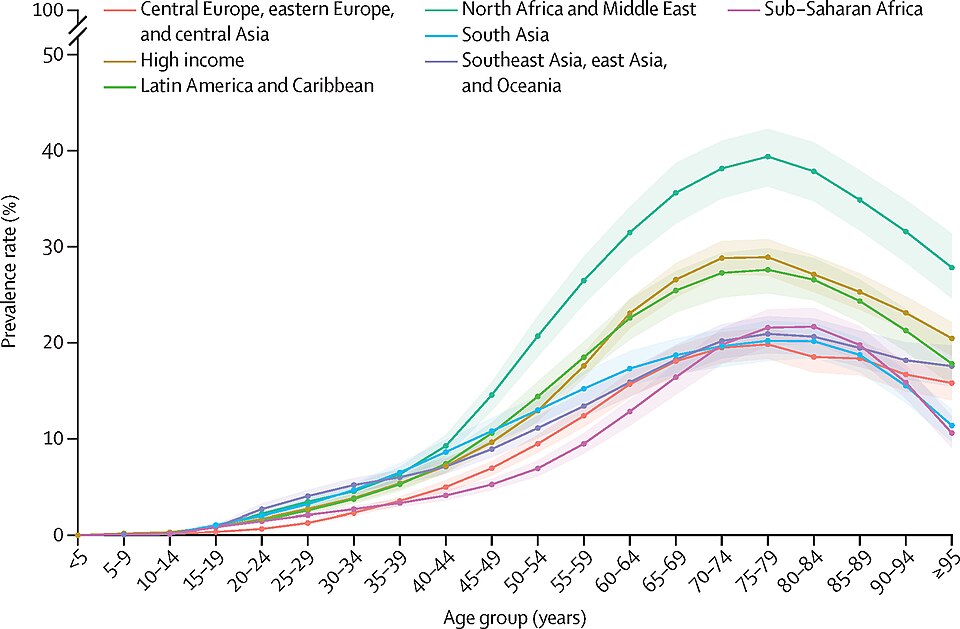 Central Europe, eastern Europe,
and central Asia
High income
Latin America and Caribbean
North Africa and Middle East
South Asia
Southeast Asia, east Asia,
and Oceania
Sub–Saharan Africa
Prevalence rate (%)
100
50
40
30
20
10
0
<5
5–9
10–14
15–19
20–24
25–29
30–34
35–39
40–44
45–49
50–54
55–59
60–64
65–69
70–74
75–79
80–84
85–89
90–94
≥95
Age group (years)